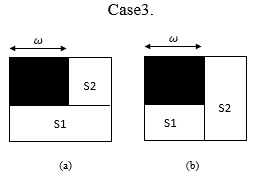 Case3.
ω ω
S2
S2
S1 S1
(a) (b)